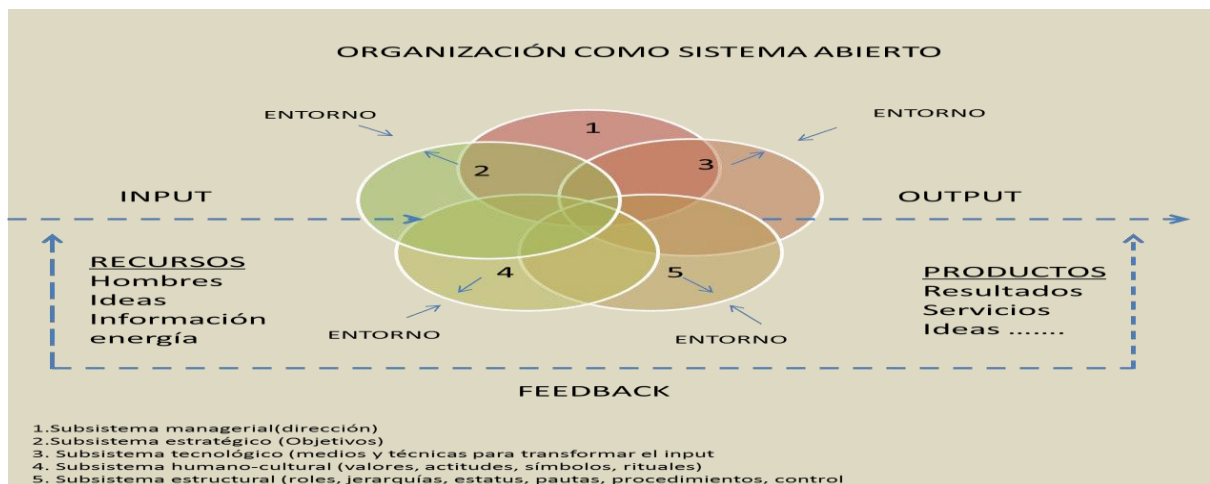 ORGANIZACIÓN COMO SISTEMA ABIERTO
ENTORNO
ENTORNO
1
2
3
INPUT
OUTPUT
RECURSOS
Hombres
Ideas
Información
energía
4
5
PRODUCTOS
Resultados
Servicios
Ideas .......
ENTORNO
ENTORNO
FEEDBACK
1.Subsistema managerial(dirección)
2.Subsistema estratégico (Objetivos)
3. Subsistema tecnológico (medios y técnicas para transformar el input
4. Subsistema humano-cultural (valores, actitudes, símbolos, rituales)
5. Subsistema estructural (roles, jerarquías, estatus, pautas, procedimientos, control